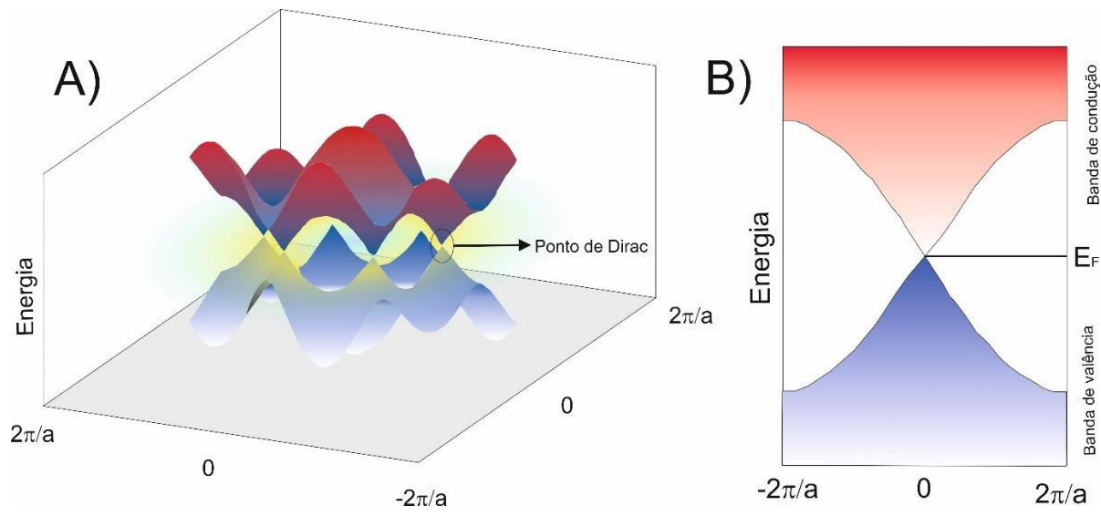 A)
Energia
Ponto de Dirac
2π/a
0
-2π/a
0
2π/a
B)
Energia
Banda de condução
E_F
Banda de valência
-2π/a
0
2π/a